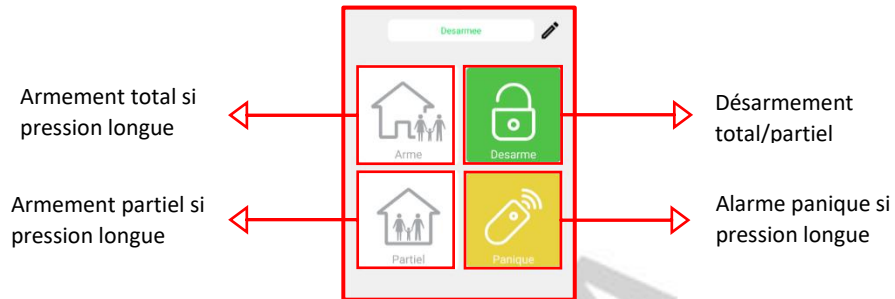 Desarmee
Armement total si
pression longue
Arme
Desarme
Désarmement
total/partiel
Armement partiel si
pression longue
Partiel
Panique
Alarme panique si
pression longue